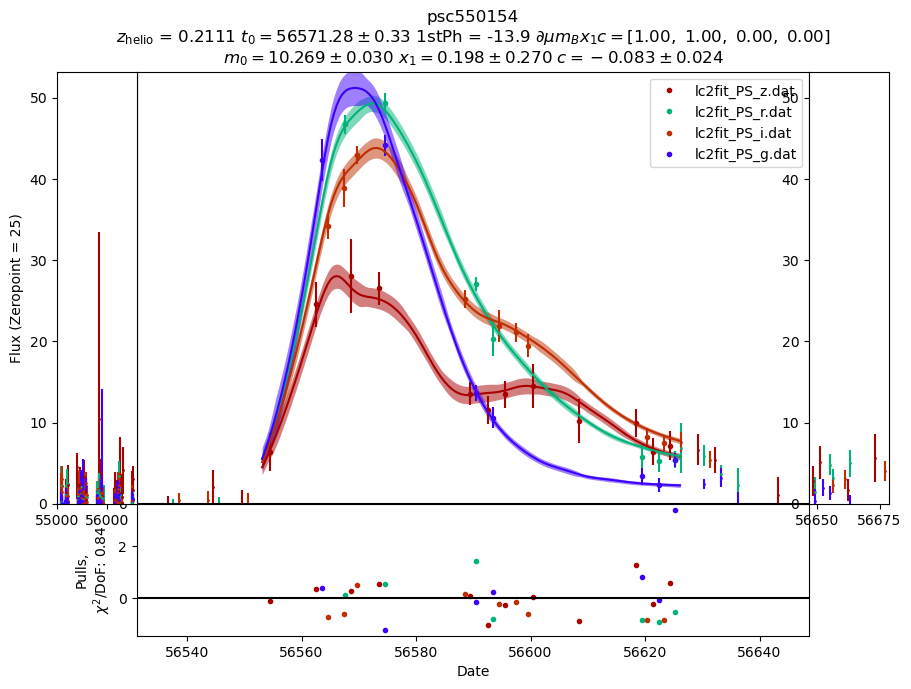 psc550154
z_helio = 0.2111 t_0 = 56571.28 ± 0.33 1stPh = -13.9 ∂μm_Bx_1c = [1.00, 1.00, 0.00, 0.00]
m_0 = 10.269 ± 0.030 x_1 = 0.198 ± 0.270 c = −0.083 ± 0.024
lc2fit_PS_z.dat
lc2fit_PS_r.dat
lc2fit_PS_i.dat
lc2fit_PS_g.dat
Flux (Zeropoint = 25)
50
40
30
20
10
0
50
40
30
20
10
0
55000
56000
56650
56675
Pulls,
χ²/DoF: 0.84
2
0
56540
56560
56580
56600
56620
56640
Date